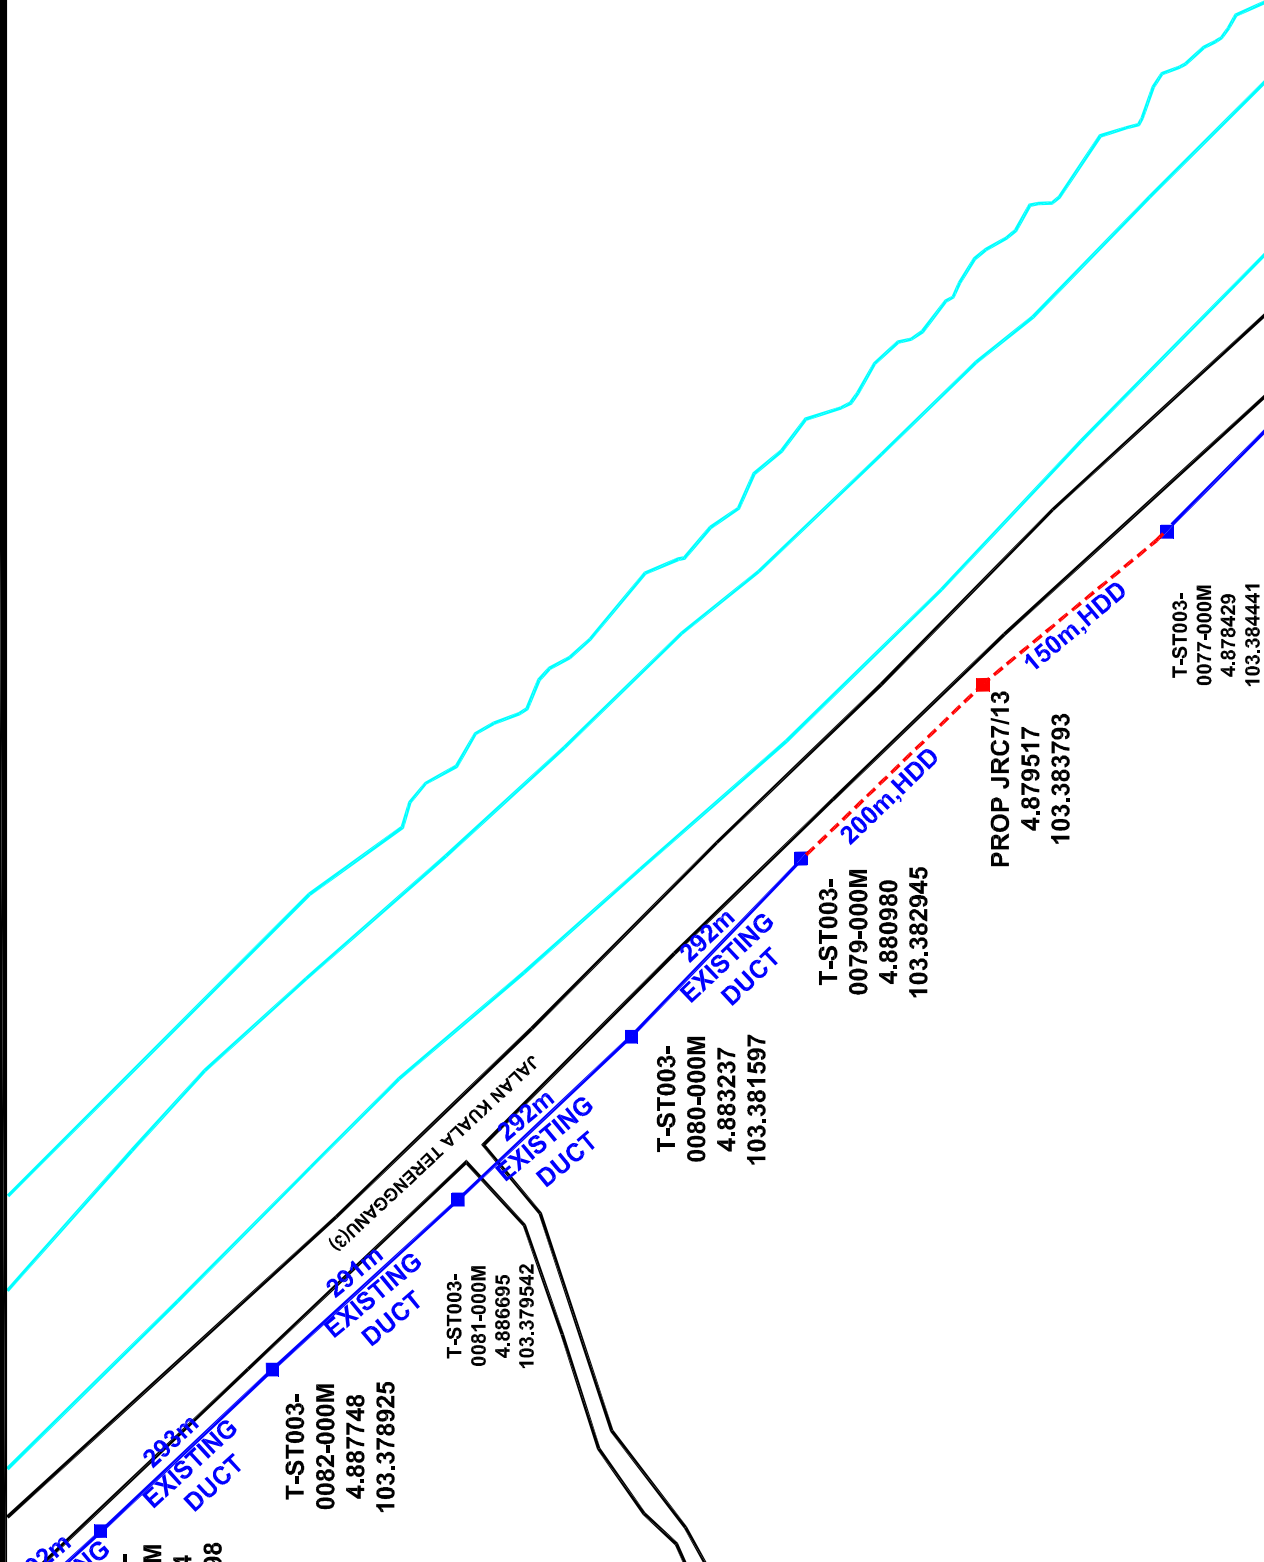 T-ST003-
0077-000M
4.878429
103.384441
150m,HDD
PROP JRC7/13
4.879517
103.383793
200m,HDD
T-ST003-
0079-000M
4.880980
103.382945
292m
EXISTING
DUCT
T-ST003-
0080-000M
4.883237
103.381597
JALAN KUALA TERENGGANU(3)
292m
EXISTING
DUCT
T-ST003-
0081-000M
4.886695
103.379542
291m
EXISTING
DUCT
T-ST003-
0082-000M
4.887748
103.378925
293m
EXISTING
DUCT